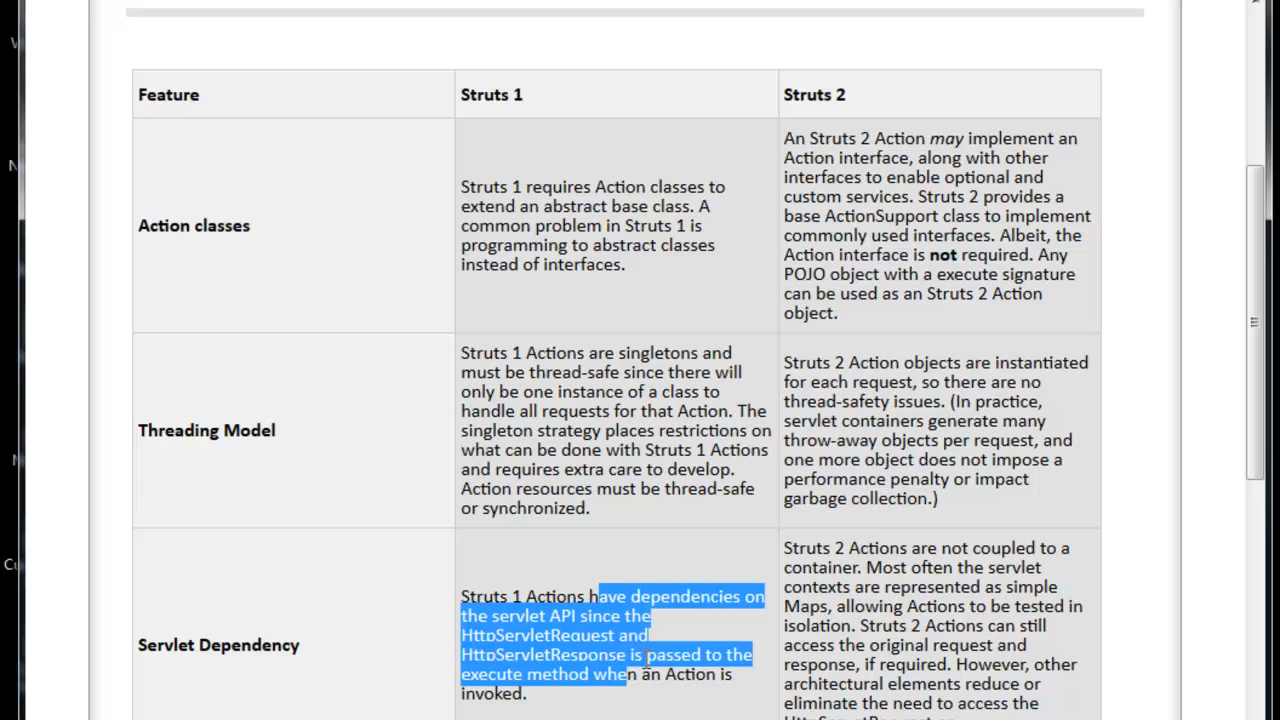 Feature
Struts 1
Struts 2
Action classes
Struts 1 requires Action classes to
extend an abstract base class. A
common problem in Struts 1 is
programming to abstract classes
instead of interfaces.
An Struts 2 Action may implement an
Action interface, along with other
interfaces to enable optional and
custom services. Struts 2 provides a
base ActionSupport class to implement
commonly used interfaces. Albeit, the
Action interface is not required. Any
POJO object with a execute signature
can be used as an Struts 2 Action
object.
Threading Model
Struts 1 Actions are singletons and
must be thread-safe since there will
only be one instance of a class to
handle all requests for that Action. The
singleton strategy places restrictions on
what can be done with Struts 1 Actions
and requires extra care to develop.
Action resources must be thread-safe
or synchronized.
Struts 2 Action objects are instantiated
for each request, so there are no
thread-safety issues. (In practice,
servlet containers generate many
throw-away objects per request, and
one more object does not impose a
performance penalty or impact
garbage collection.)
Servlet Dependency
Struts 1 Actions have dependencies on
the servlet API since the
HttpServletRequest and
HttpServletResponse is passed to the
execute method when an Action is
invoked.
Struts 2 Actions are not coupled to a
container. Most often the servlet
contexts are represented as simple
Maps, allowing Actions to be tested in
isolation. Struts 2 Actions can still
access the original request and
response, if required. However, other
architectural elements reduce or
eliminate the need to access the